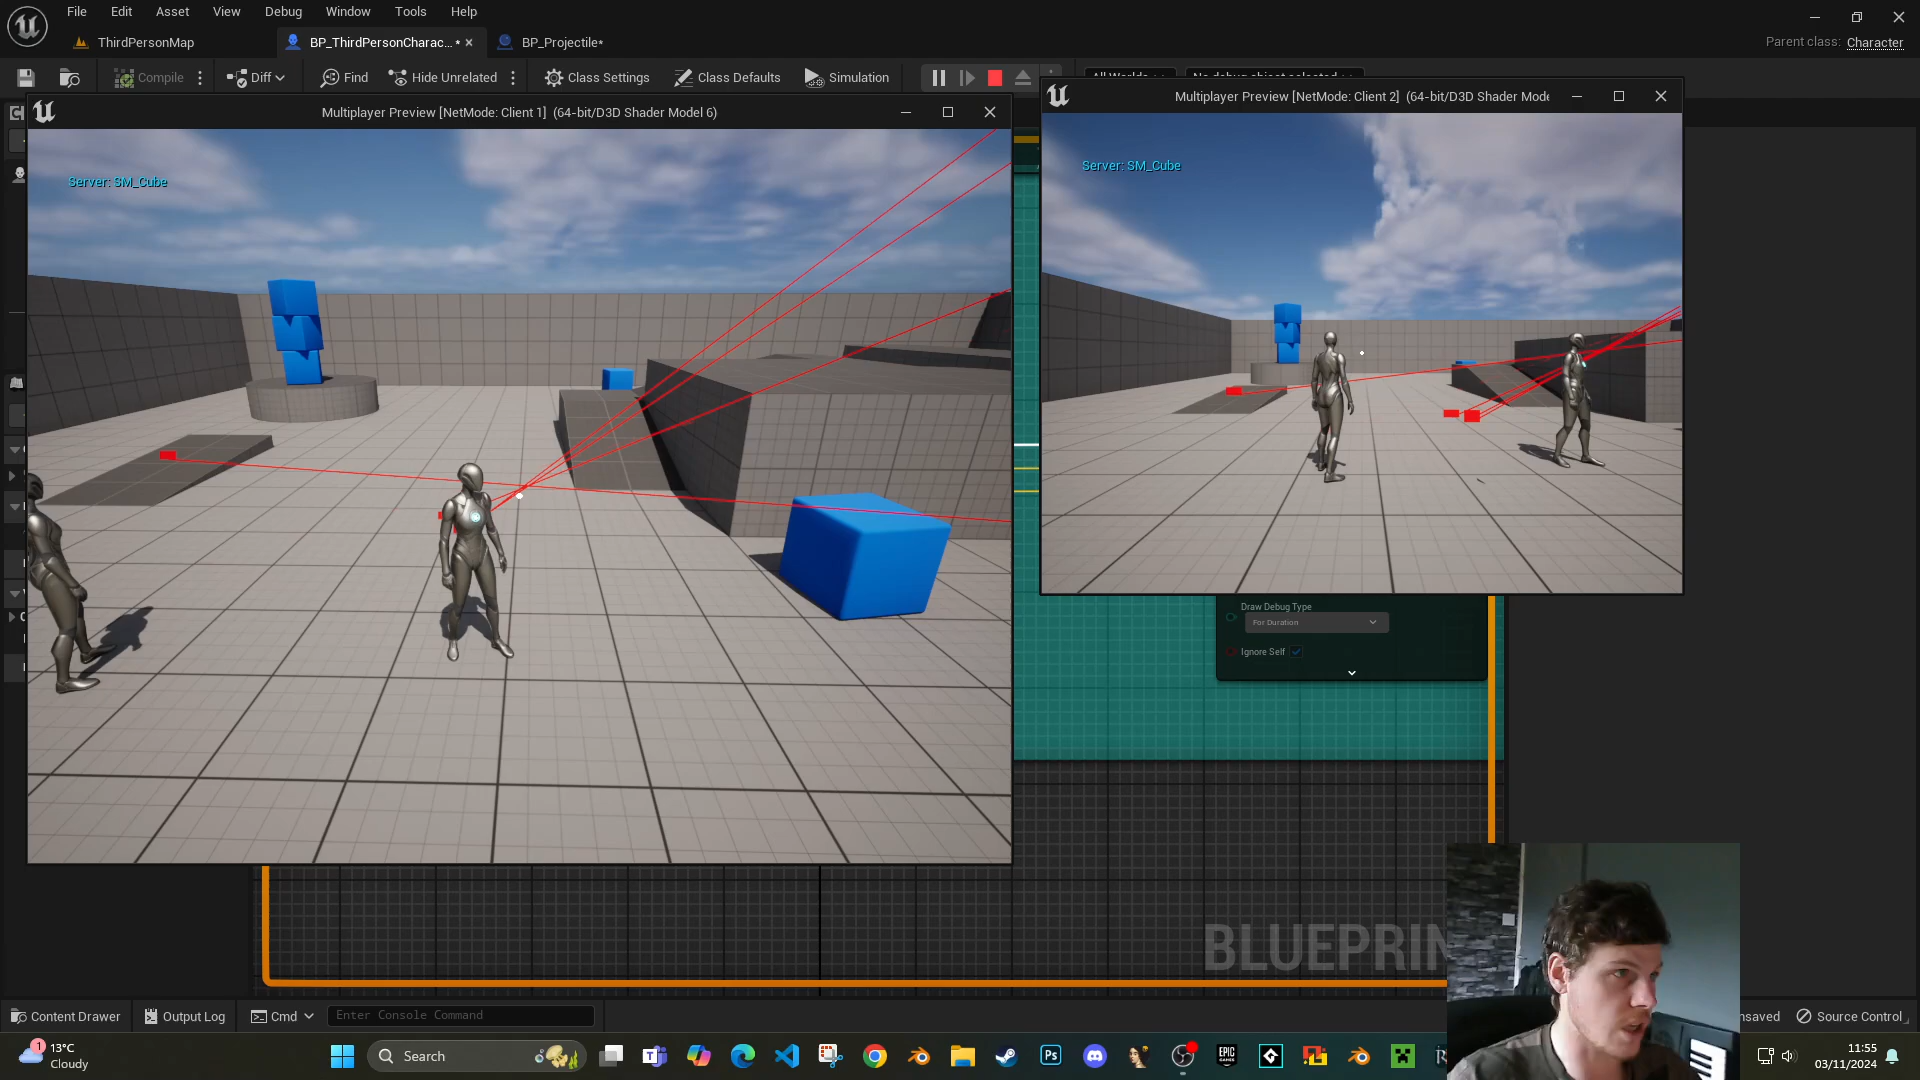 File Edit Asset View Debug Window Tools Help
ThirdPersonMap BP_ThirdPersonCharac... • BP_Projectile•
Parent class: Character
Compile Diff Find Hide Unrelated Class Settings Class Defaults Simulation
Multiplayer Preview [NetMode: Client 1] (64-bit/D3D Shader Model 6)
Multiplayer Preview [NetMode: Client 2] (64-bit/D3D Shader Mode
Server: SM_Cube
Server: SM_Cube
Draw Debug Type
For Duration
Ignore Self
BLUEPRIN
Content Drawer Output Log Cmd Enter Console Command
nsaved Source Control
1
13°C
Cloudy
Search
Ps
EPIC
GAMES
11:55
03/11/2024